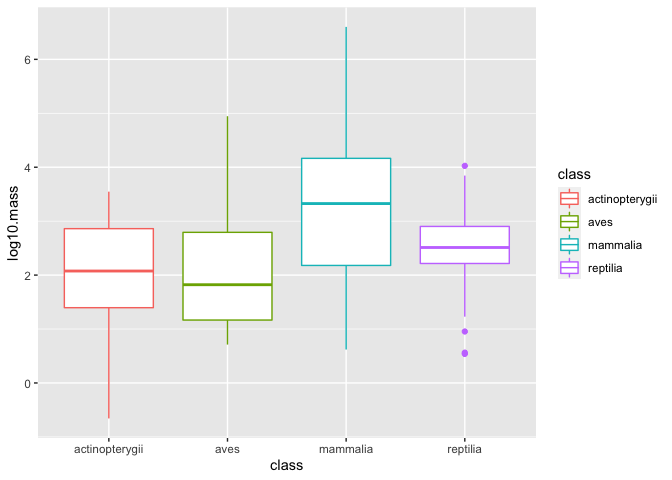 log10.mass
6
4
2
0
actinopterygii
aves
mammalia
reptilia
class
class
actinopterygii
aves
mammalia
reptilia